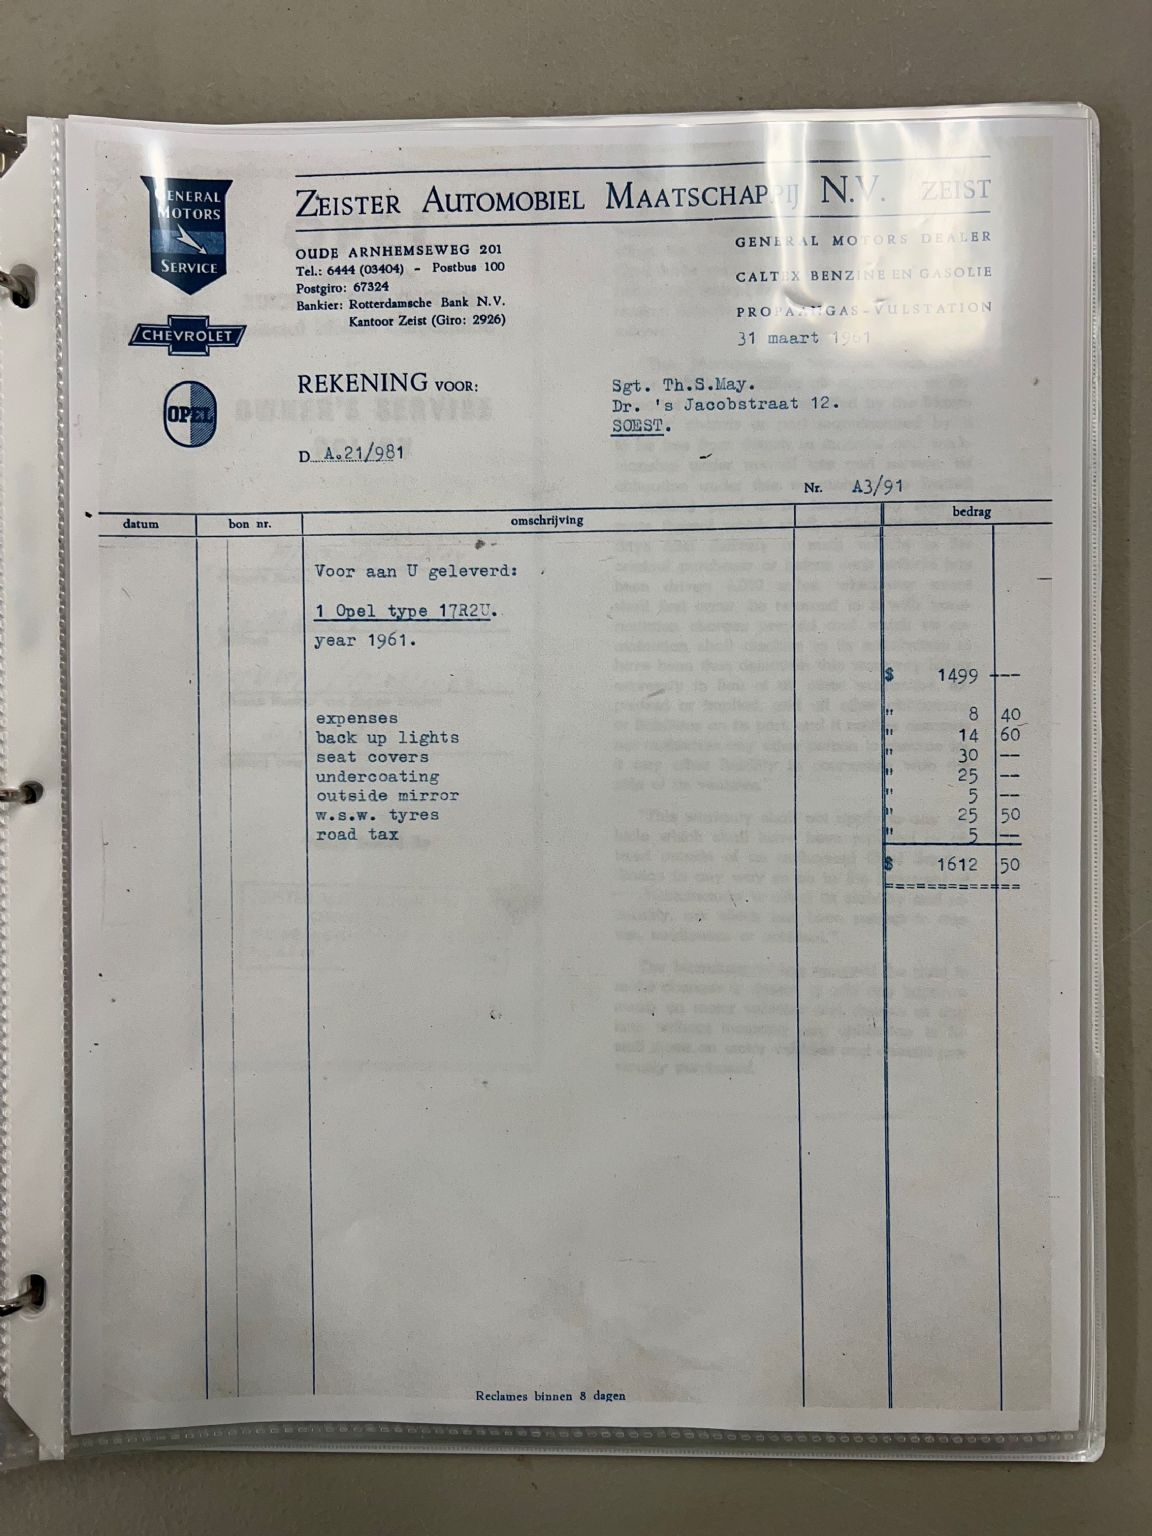 GENERAL
MOTORS
SERVICE
CHEVROLET
OPEL
ZEISTER AUTOMOBIEL MAATSCHAPPIJ N.V. ZEIST
OUDE ARNHEMSEWEG 201
Tel.: 6444 (03404) - Postbus 100
Postgiro: 67324
Bankier: Rotterdamsche Bank N.V.
Kantoor Zeist (Giro: 2926)
GENERAL MOTORS DEALER
CALTEX BENZINE EN GASOLIE
PROPAANGAS-VULSTATION
31 maart 1961
REKENING VOOR:
Sgt. Th.S.May.
Dr. 's Jacobstraat 12.
SOEST.
D A.21/981
Nr. A3/91
datum bon nr. omschrijving bedrag
Voor aan U geleverd:
1 Opel type 17R2U.
year 1961.
$ 1499 ---
expenses " 8 40
back up lights " 14 60
seat covers " 30 --
undercoating " 25 --
outside mirror " 5 --
w.s.w. tyres " 25 50
road tax " 5 --
$ 1612 50
============
Reclames binnen 8 dagen